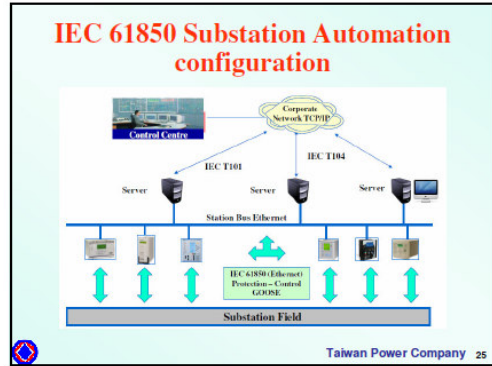 IEC 61850 Substation Automation
configuration
Corporate
Network TCP/IP
Control Centre
IEC T101
IEC T104
Server
Server
Server
Station Bus Ethernet
IEC 61850 (Ethernet)
Protection – Control
GOOSE
Substation Field
Taiwan Power Company 25